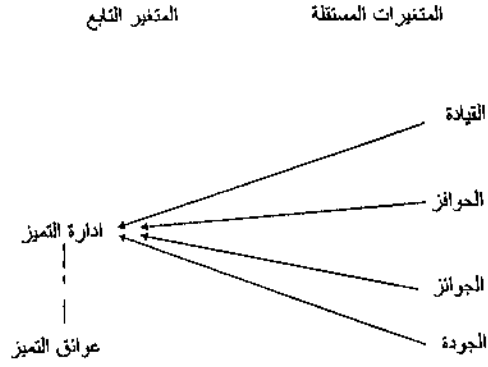 المتغيرات المستقلة
المتغير التابع
القيادة
الحوافز
ادارة التميز
الجوائز
الجودة
عوائق التميز